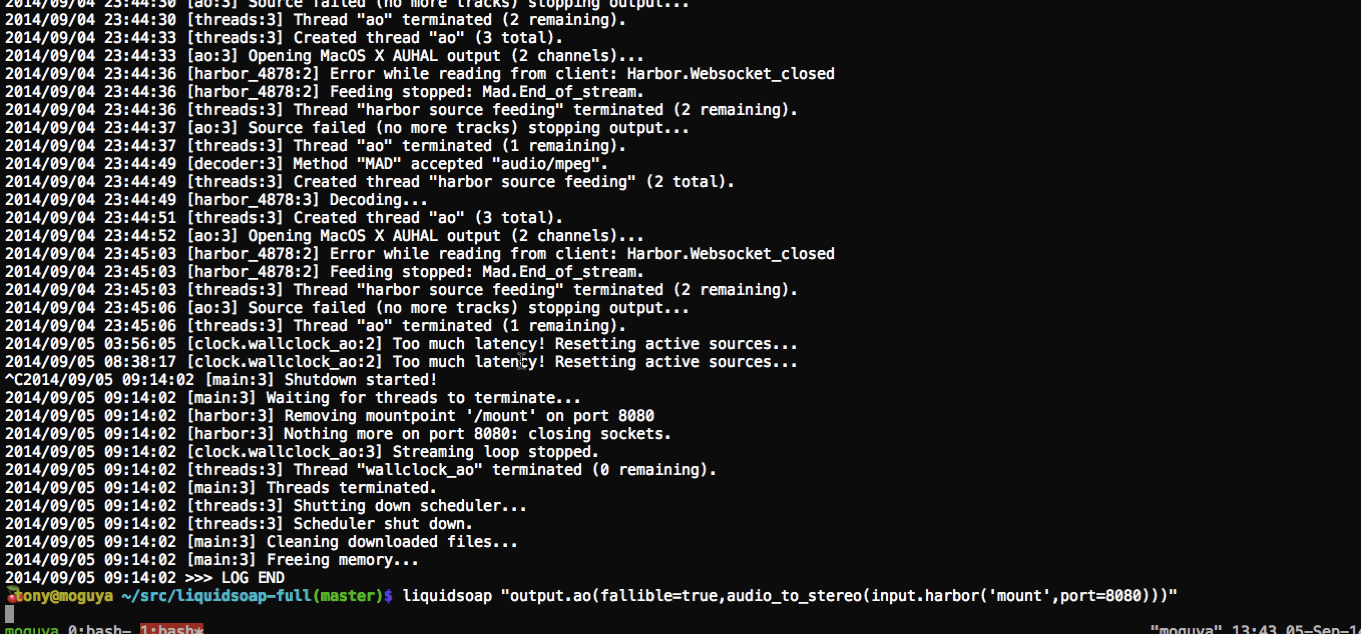 2014/09/04 23:44:30 [ao:3] Source failed (no more tracks) stopping output...
2014/09/04 23:44:30 [threads:3] Thread "ao" terminated (2 remaining).
2014/09/04 23:44:33 [threads:3] Created thread "ao" (3 total).
2014/09/04 23:44:33 [ao:3] Opening MacOS X AUHAL output (2 channels)...
2014/09/04 23:44:36 [harbor_4878:2] Error while reading from client: Harbor.Websocket_closed
2014/09/04 23:44:36 [harbor_4878:2] Feeding stopped: Mad.End_of_stream.
2014/09/04 23:44:36 [threads:3] Thread "harbor source feeding" terminated (2 remaining).
2014/09/04 23:44:37 [ao:3] Source failed (no more tracks) stopping output...
2014/09/04 23:44:37 [threads:3] Thread "ao" terminated (1 remaining).
2014/09/04 23:44:49 [decoder:3] Method "MAD" accepted "audio/mpeg".
2014/09/04 23:44:49 [threads:3] Created thread "harbor source feeding" (2 total).
2014/09/04 23:44:49 [harbor_4878:3] Decoding...
2014/09/04 23:44:51 [threads:3] Created thread "ao" (3 total).
2014/09/04 23:44:52 [ao:3] Opening MacOS X AUHAL output (2 channels)...
2014/09/04 23:45:03 [harbor_4878:2] Error while reading from client: Harbor.Websocket_closed
2014/09/04 23:45:03 [harbor_4878:2] Feeding stopped: Mad.End_of_stream.
2014/09/04 23:45:03 [threads:3] Thread "harbor source feeding" terminated (2 remaining).
2014/09/04 23:45:06 [ao:3] Source failed (no more tracks) stopping output...
2014/09/04 23:45:06 [threads:3] Thread "ao" terminated (1 remaining).
2014/09/05 03:56:05 [clock.wallclock_ao:2] Too much latency! Resetting active sources...
2014/09/05 08:38:17 [clock.wallclock_ao:2] Too much latency! Resetting active sources...
^C2014/09/05 09:14:02 [main:3] Shutdown started!
2014/09/05 09:14:02 [main:3] Waiting for threads to terminate...
2014/09/05 09:14:02 [harbor:3] Removing mountpoint '/mount' on port 8080
2014/09/05 09:14:02 [harbor:3] Nothing more on port 8080: closing sockets.
2014/09/05 09:14:02 [clock.wallclock_ao:3] Streaming loop stopped.
2014/09/05 09:14:02 [threads:3] Thread "wallclock_ao" terminated (0 remaining).
2014/09/05 09:14:02 [main:3] Threads terminated.
2014/09/05 09:14:02 [threads:3] Shutting down scheduler...
2014/09/05 09:14:02 [threads:3] Scheduler shut down.
2014/09/05 09:14:02 [main:3] Cleaning downloaded files...
2014/09/05 09:14:02 [main:3] Freeing memory...
2014/09/05 09:14:02 >>> LOG END
tony@moguya ~/src/liquidsoap-full(master)$ liquidsoap "output.ao(fallible=true,audio_to_stereo(input.harbor('mount',port=8080)))"
moguya 0:bash- 1:bash* "moguya" 13:43 05-Sep-1